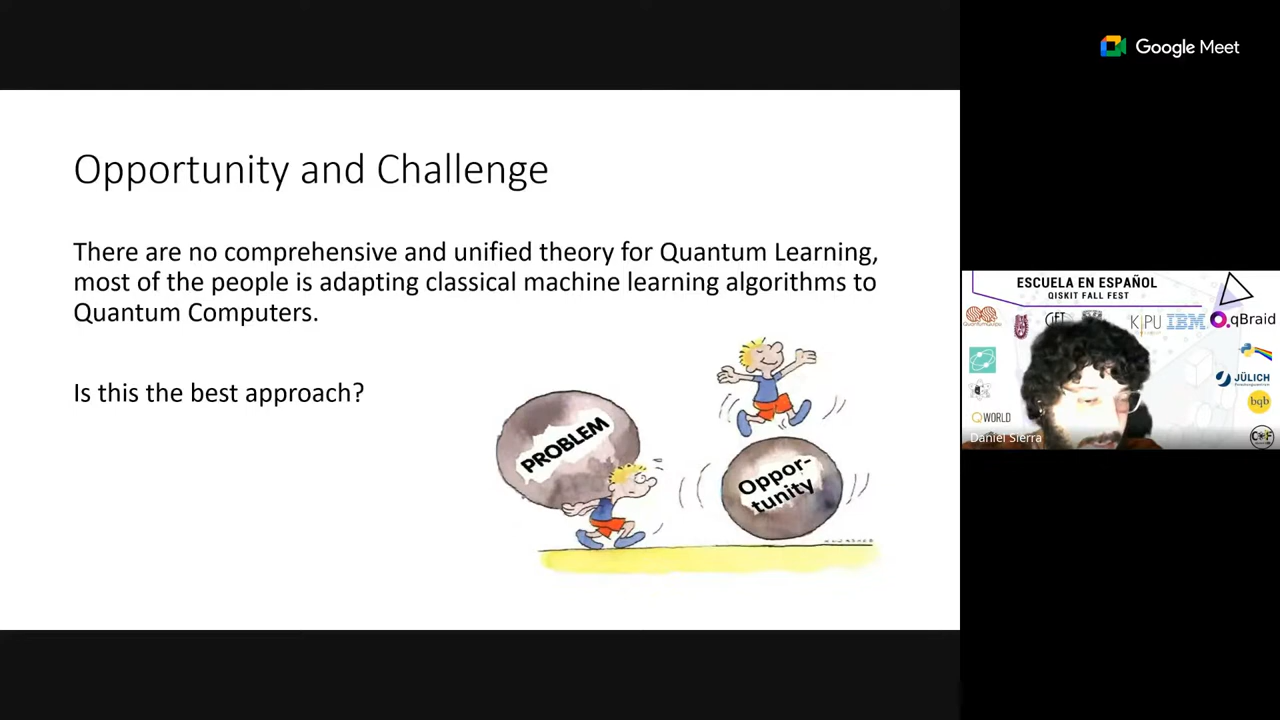 Google Meet
Opportunity and Challenge
There are no comprehensive and unified theory for Quantum Learning,
most of the people is adapting classical machine learning algorithms to
Quantum Computers.
Is this the best approach?
PROBLEM
Oppor-
tunity
ESCUELA EN ESPAÑOL
QISKIT FALL FEST
KIPU
IBM
qBraid
JÜLICH
bqb
QWORLD
Daniel Sierra